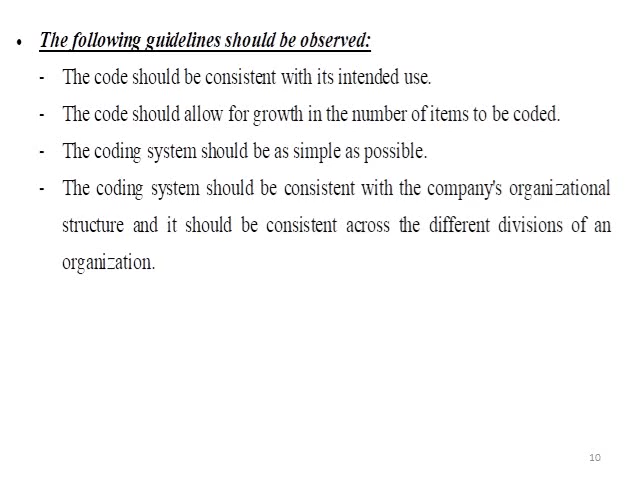 • The following guidelines should be observed:
- The code should be consistent with its intended use.
- The code should allow for growth in the number of items to be coded.
- The coding system should be as simple as possible.
- The coding system should be consistent with the company's organizational
structure and it should be consistent across the different divisions of an
organization.
10